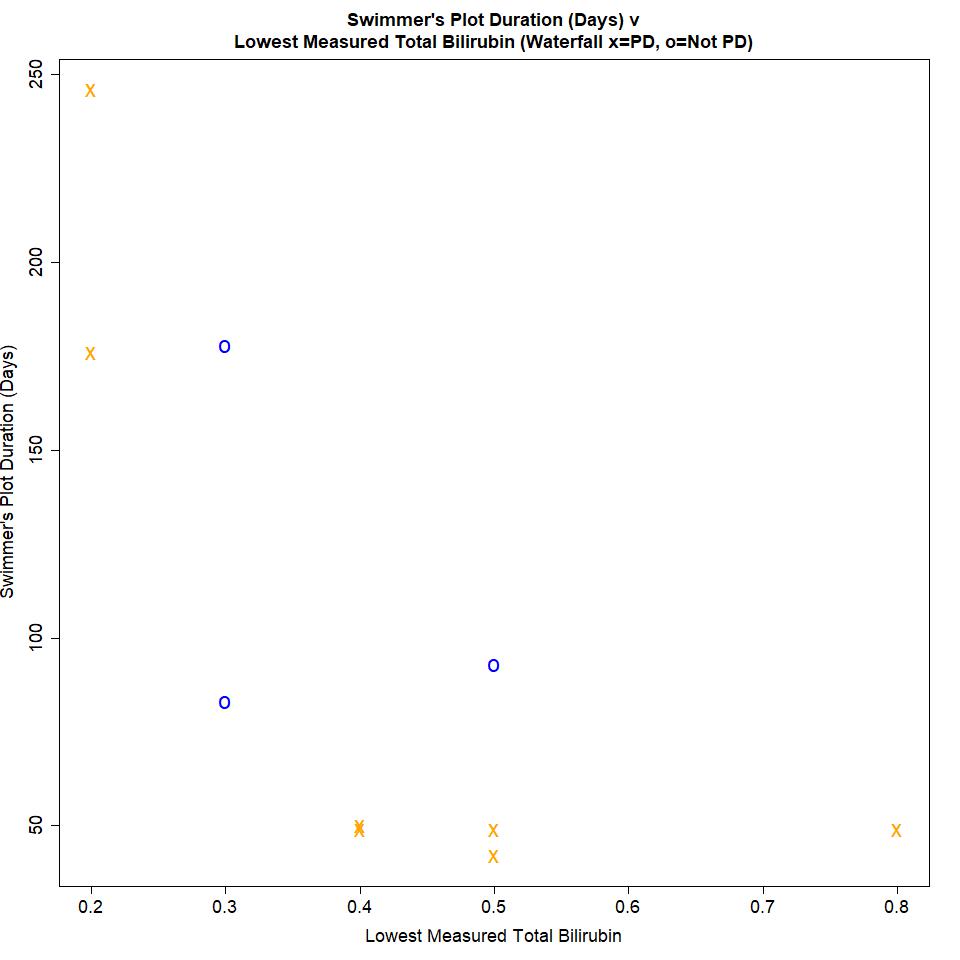 Swimmer's Plot Duration (Days) v
Lowest Measured Total Bilirubin (Waterfall x=PD, o=Not PD)
Swimmer's Plot Duration (Days)
250
200
150
100
50
X
X
O
O
O
X
X
X
X
X
0.2 0.3 0.4 0.5 0.6 0.7 0.8
Lowest Measured Total Bilirubin